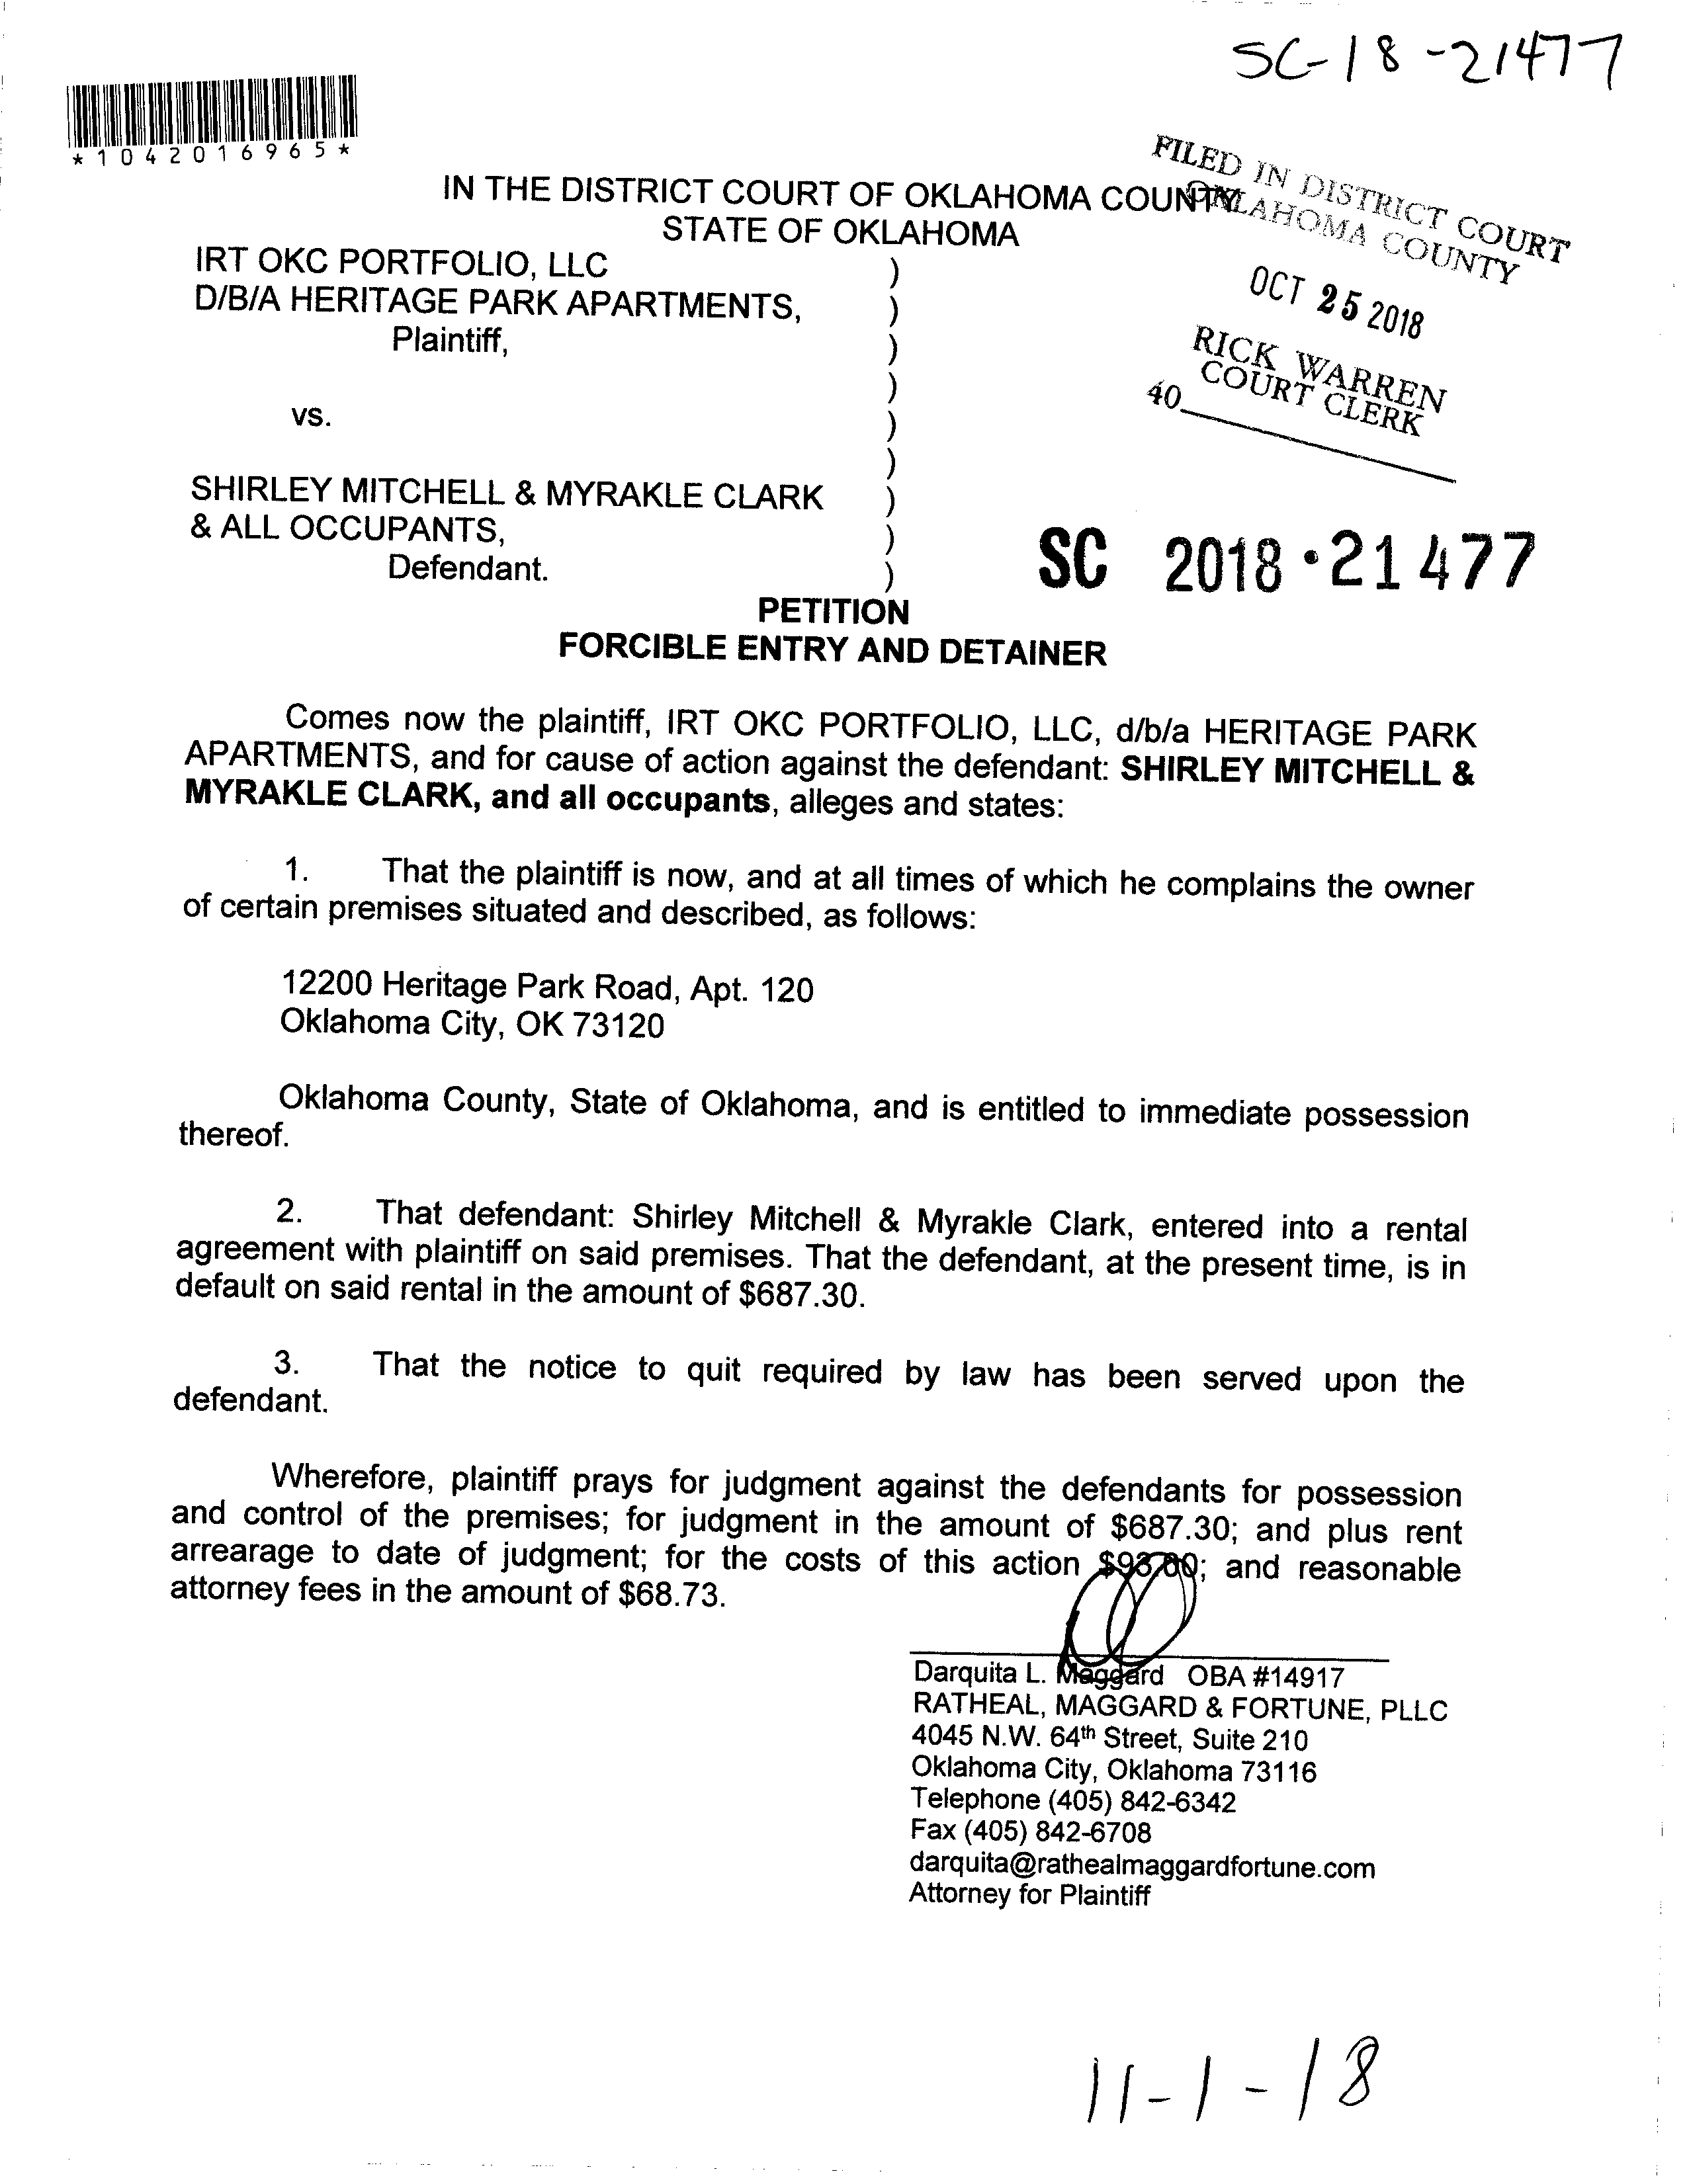 SC-18-21477
*1042016965*
FILED IN DISTRICT COURT
OKLAHOMA COUNTY
IN THE DISTRICT COURT OF OKLAHOMA COUNTY
STATE OF OKLAHOMA
OCT 25 2018
RICK WARREN
COURT CLERK
40
IRT OKC PORTFOLIO, LLC )
D/B/A HERITAGE PARK APARTMENTS, )
Plaintiff, )
)
vs. )
)
SHIRLEY MITCHELL & MYRAKLE CLARK )
& ALL OCCUPANTS, )
Defendant. )
SC 2018·21477
PETITION
FORCIBLE ENTRY AND DETAINER
Comes now the plaintiff, IRT OKC PORTFOLIO, LLC, d/b/a HERITAGE PARK
APARTMENTS, and for cause of action against the defendant: SHIRLEY MITCHELL &
MYRAKLE CLARK, and all occupants, alleges and states:
1. That the plaintiff is now, and at all times of which he complains the owner
of certain premises situated and described, as follows:
12200 Heritage Park Road, Apt. 120
Oklahoma City, OK 73120
Oklahoma County, State of Oklahoma, and is entitled to immediate possession
thereof.
2. That defendant: Shirley Mitchell & Myrakle Clark, entered into a rental
agreement with plaintiff on said premises. That the defendant, at the present time, is in
default on said rental in the amount of $687.30.
3. That the notice to quit required by law has been served upon the
defendant.
Wherefore, plaintiff prays for judgment against the defendants for possession
and control of the premises; for judgment in the amount of $687.30; and plus rent
arrearage to date of judgment; for the costs of this action $93.00; and reasonable
attorney fees in the amount of $68.73.
Darquita L. Maggard OBA #14917
RATHEAL, MAGGARD & FORTUNE, PLLC
4045 N.W. 64th Street, Suite 210
Oklahoma City, Oklahoma 73116
Telephone (405) 842-6342
Fax (405) 842-6708
darquita@rathealmaggardfortune.com
Attorney for Plaintiff
11-1-18